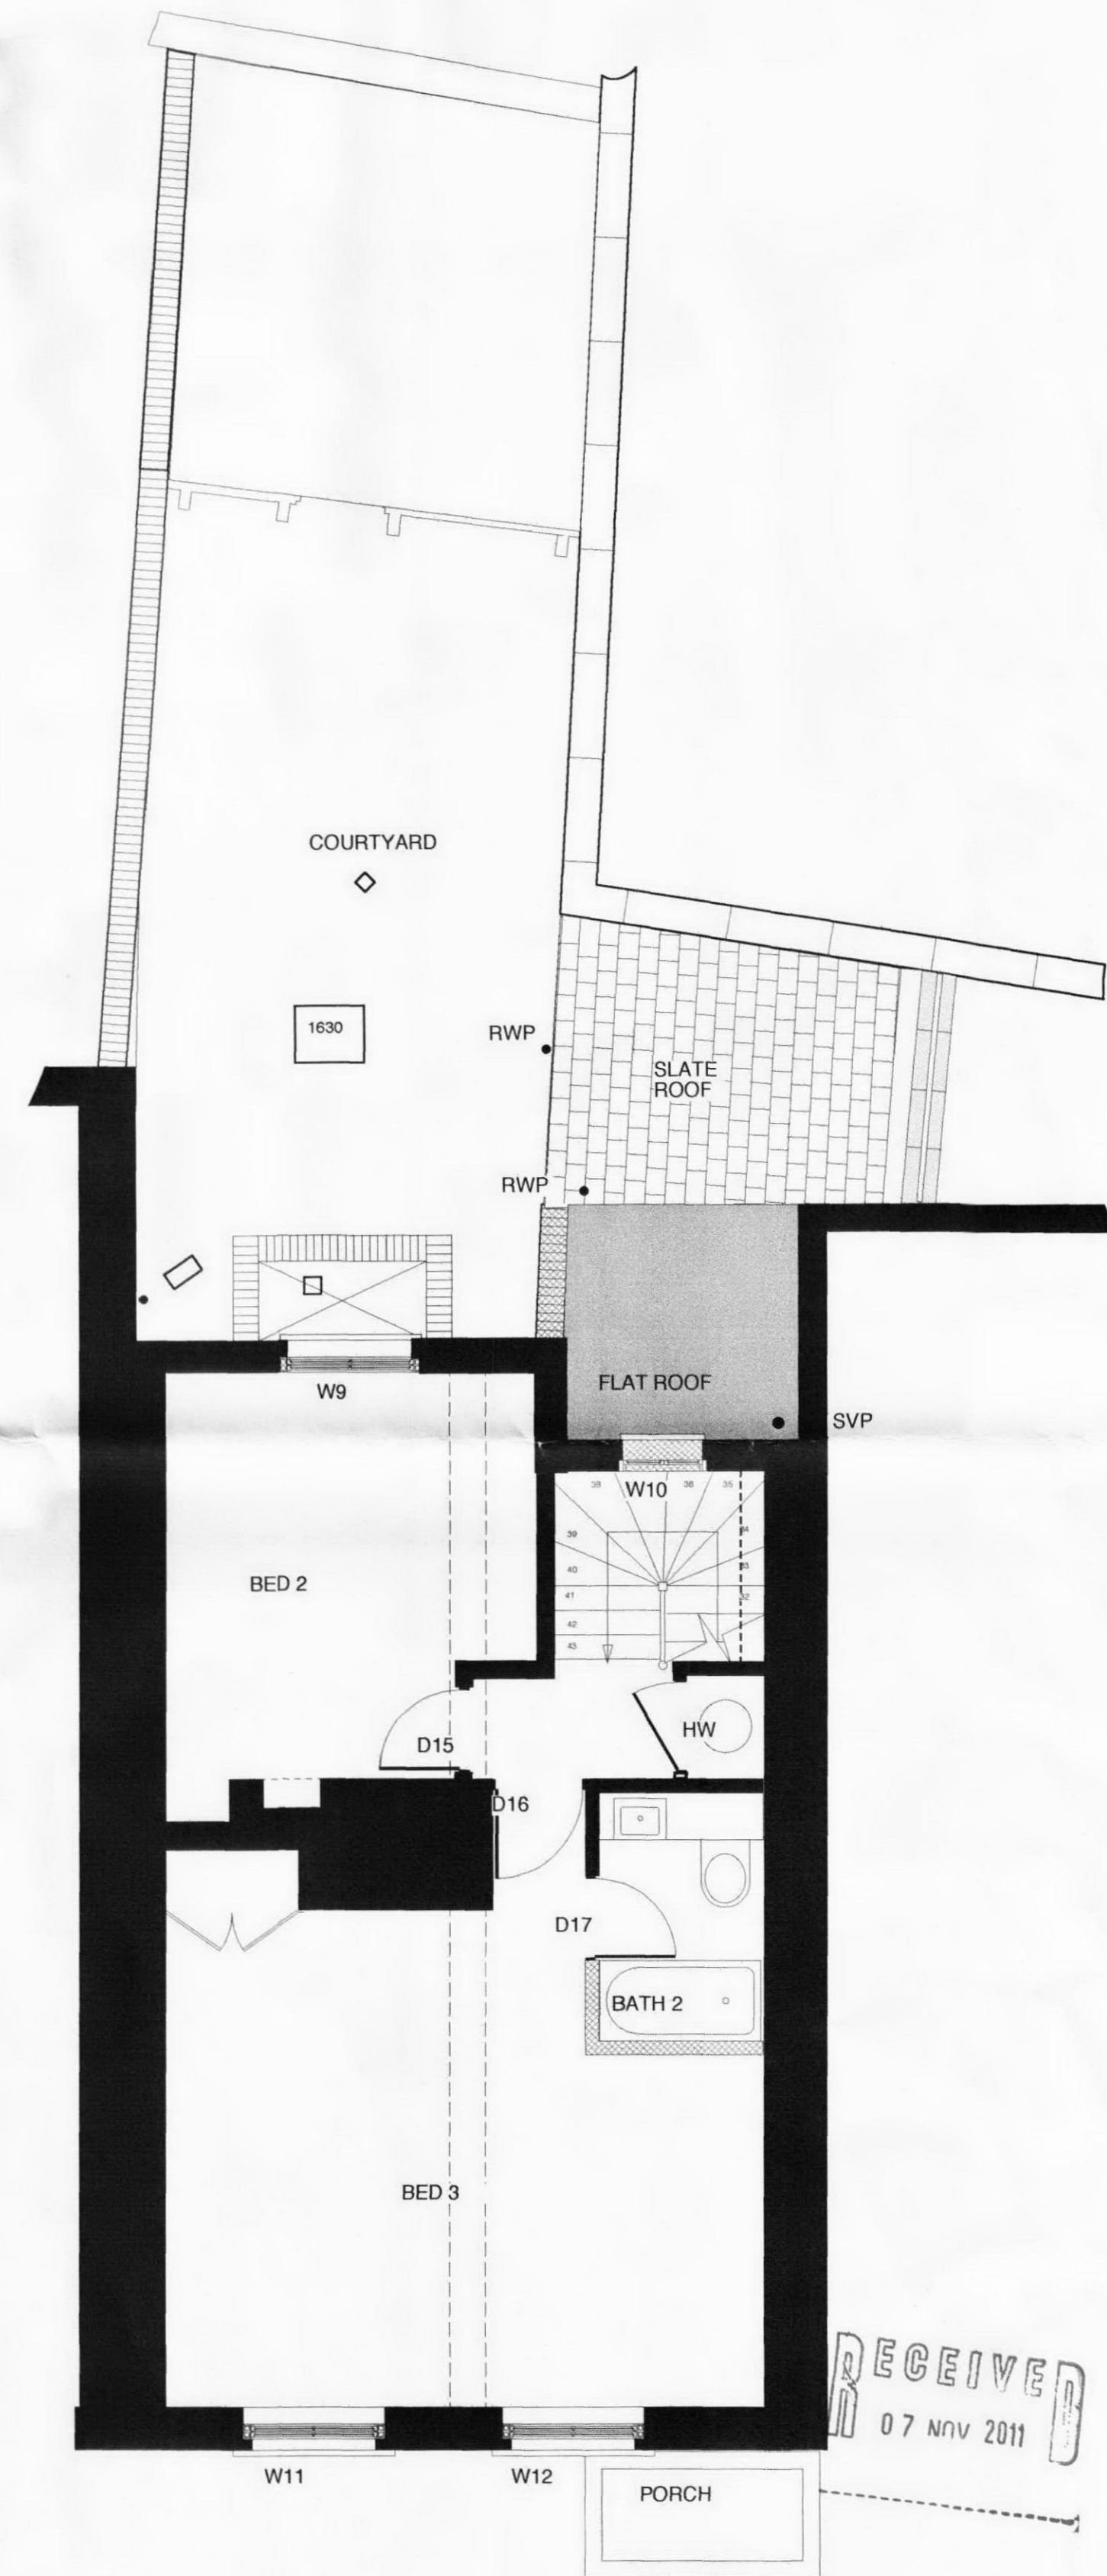 COURTYARD
1630
RWP
SLATE
ROOF
RWP
FLAT ROOF
W9
SVP
W10
38
36
35
39
34
40
33
41
32
42
43
BED 2
HW
D15
D16
D17
BATH 2
BED 3
RECEIVED
07 NOV 2011
W11
W12
PORCH